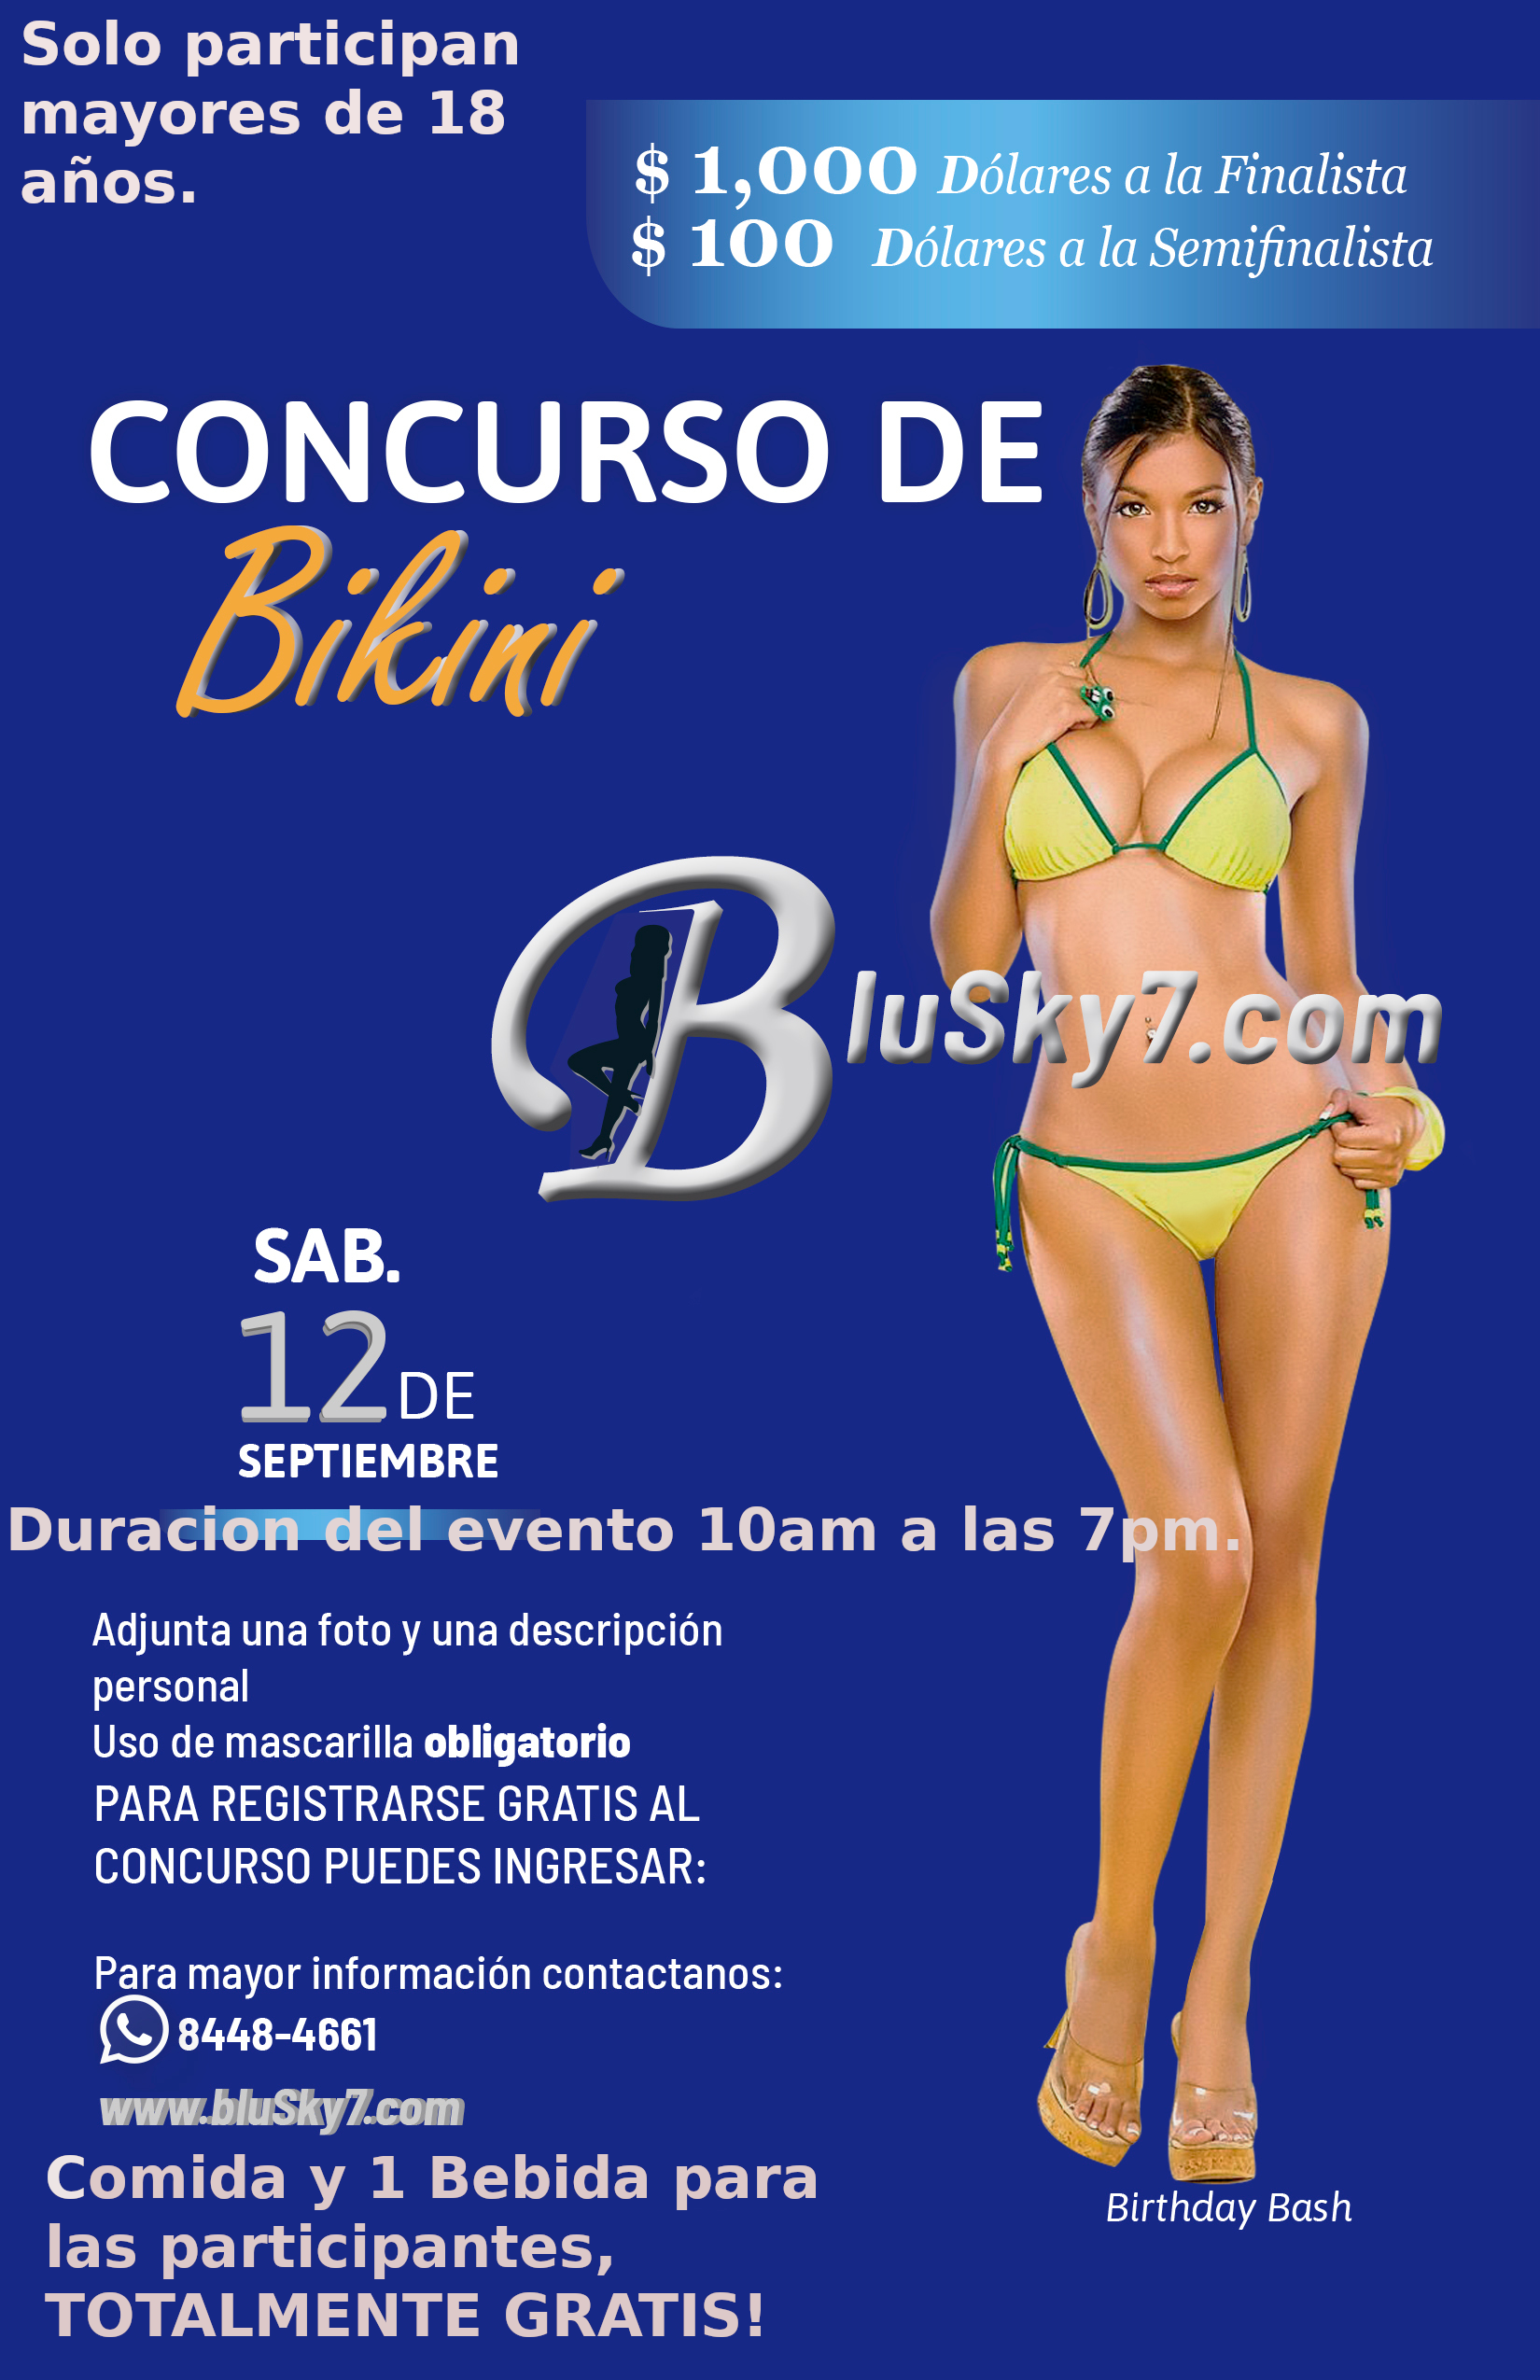 Solo participan
mayores de 18
años.
$ 1,000 Dólares a la Finalista
$ 100 Dólares a la Semifinalista
CONCURSO DE
Bikini
BluSky7.com
SAB.
12 DE
SEPTIEMBRE
Duracion del evento 10am a las 7pm.
Adjunta una foto y una descripción
personal
Uso de mascarilla obligatorio
PARA REGISTRARSE GRATIS AL
CONCURSO PUEDES INGRESAR:
Para mayor información contactanos:
8448-4661
www.bluSky7.com
Comida y 1 Bebida para
las participantes,
TOTALMENTE GRATIS!
Birthday Bash